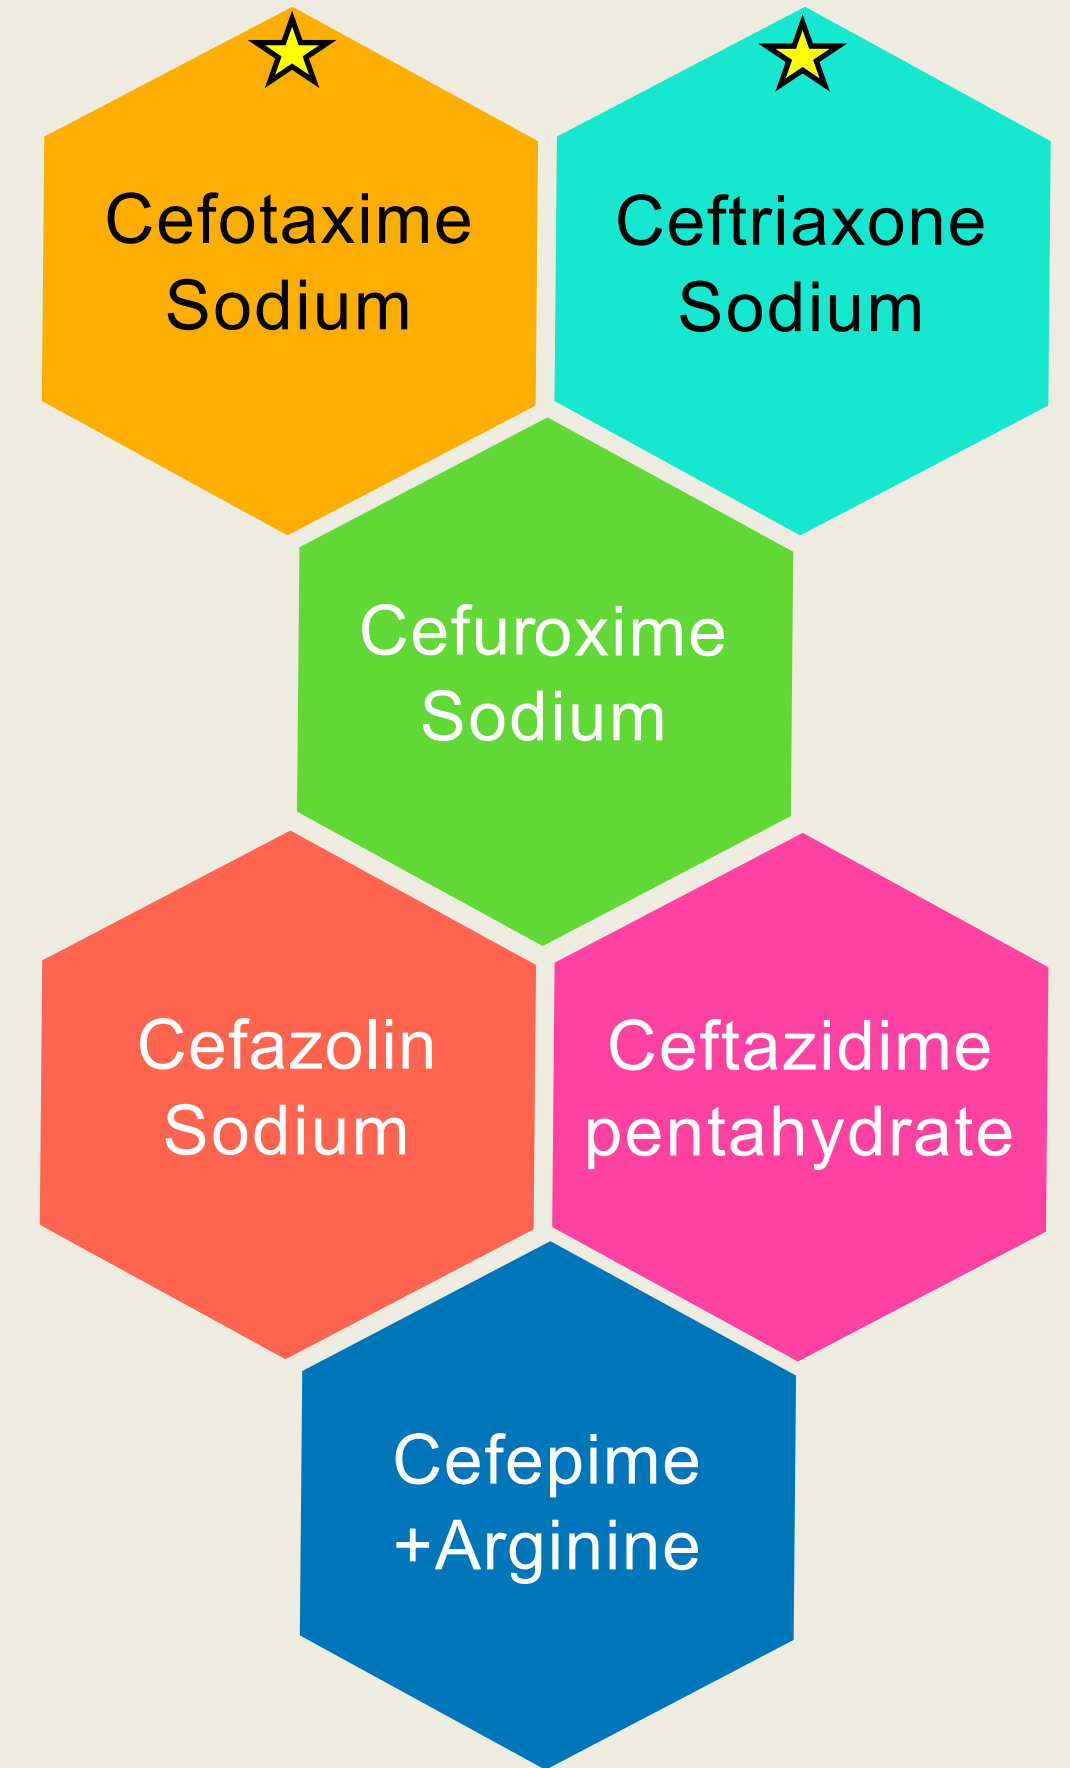 Cefotaxime
Sodium
Ceftriaxone
Sodium
Cefuroxime
Sodium
Cefazolin
Sodium
Ceftazidime
pentahydrate
Cefepime
+Arginine